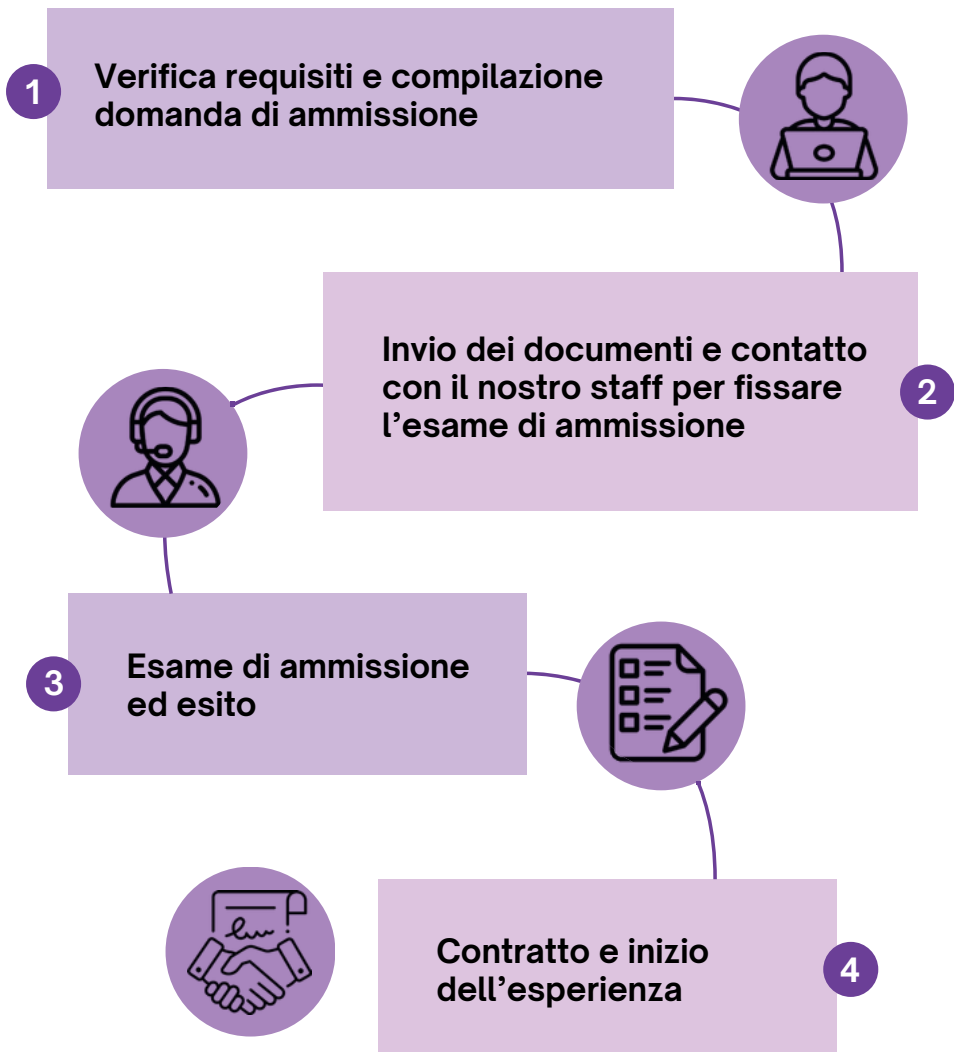 1
Verifica requisiti e compilazione
domanda di ammissione
Invio dei documenti e contatto
con il nostro staff per fissare
l’esame di ammissione
2
3
Esame di ammissione
ed esito
Contratto e inizio
dell’esperienza
4